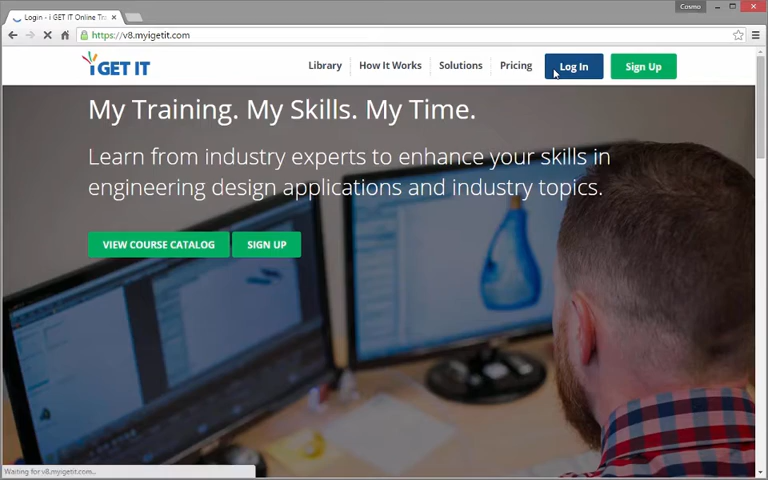 Cosmo
Login - i GET IT Online Tra
https://v8.myigetit.com
i GET IT
Library
How It Works
Solutions
Pricing
Log In
Sign Up
My Training. My Skills. My Time.
Learn from industry experts to enhance your skills in
engineering design applications and industry topics.
VIEW COURSE CATALOG
SIGN UP
Waiting for v8.myigetit.com...